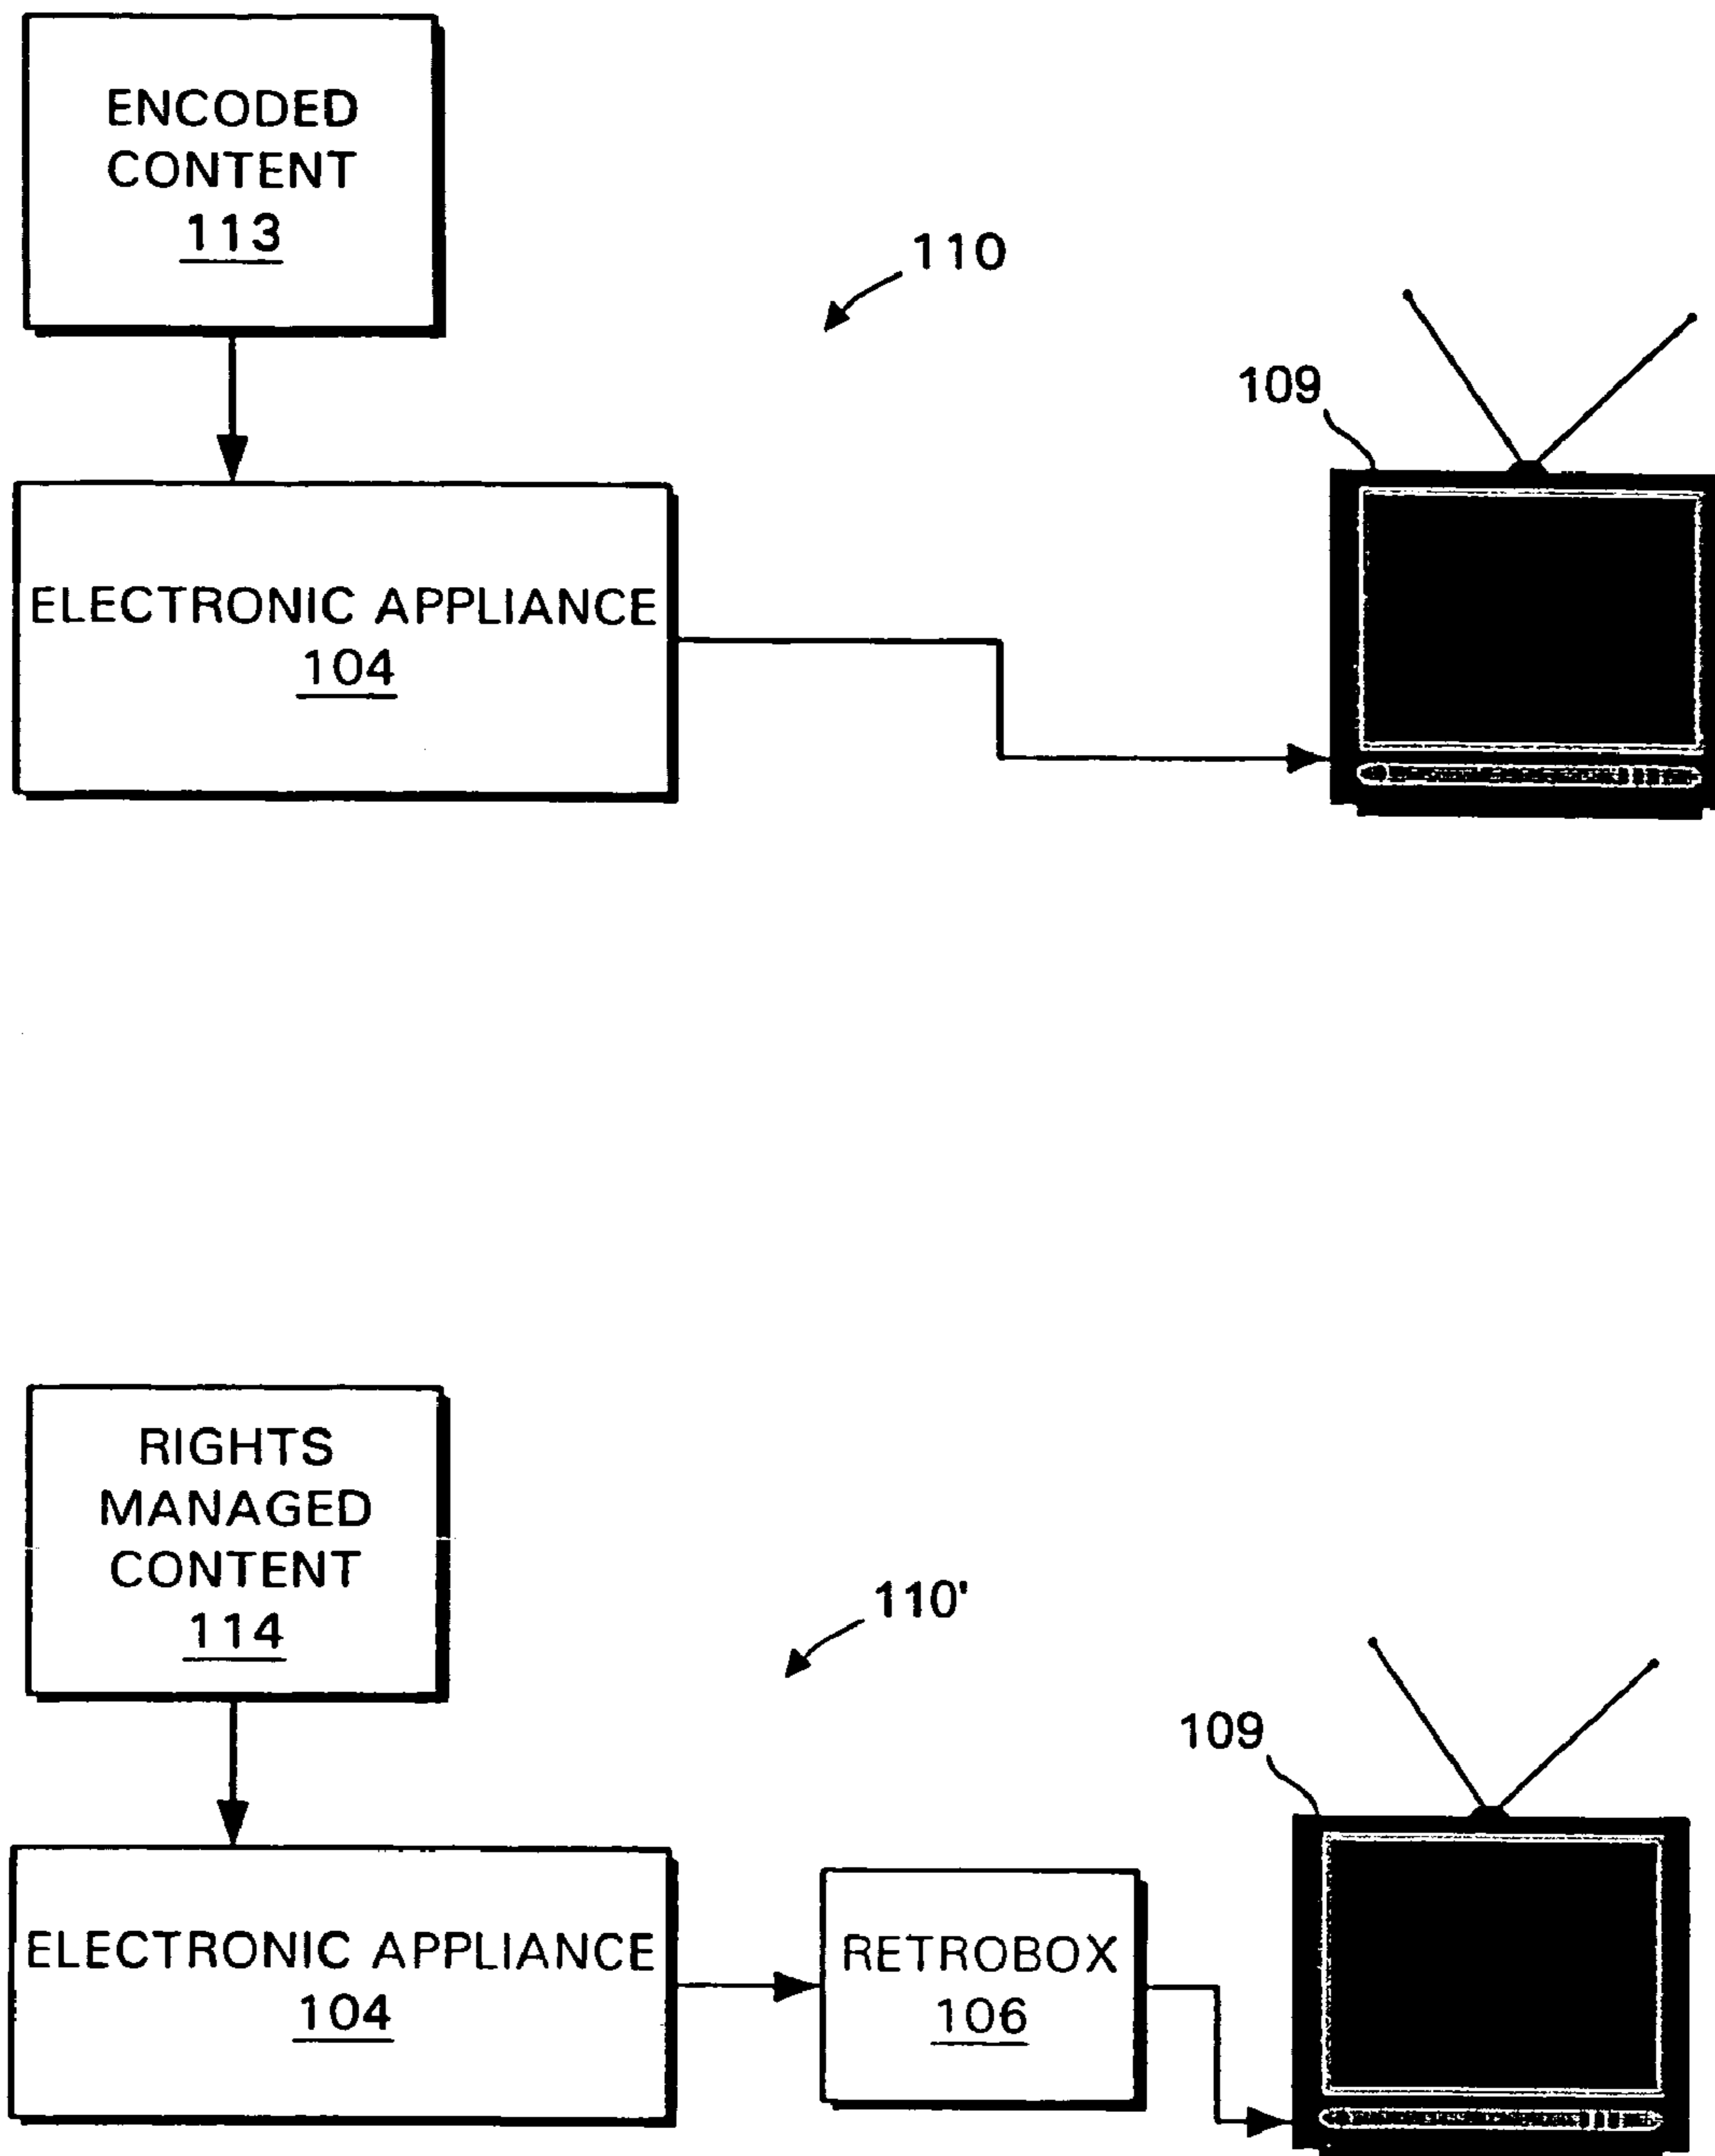 ENCODED
CONTENT
113
110
109
ELECTRONIC APPLIANCE
104
RIGHTS
MANAGED
CONTENT
114
110'
109
ELECTRONIC APPLIANCE
104
RETROBOX
106